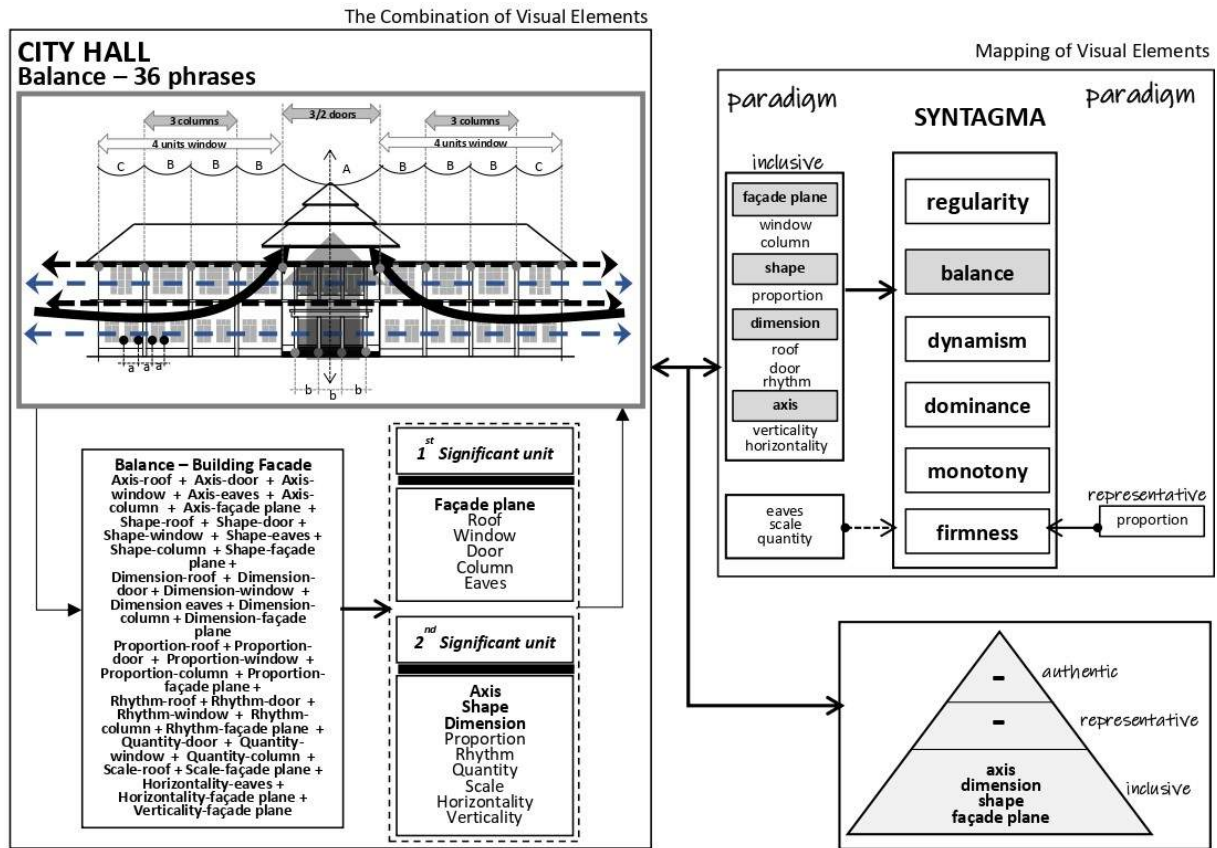 The Combination of Visual Elements
CITY HALL
Balance – 36 phrases
3 columns
3/2 doors
3 columns
4 units window
4 units window
C
B
B
B
A
B
B
B
C
a
a
a
b
b
b
Balance – Building Facade
Axis-roof + Axis-door + Axis-
window + Axis-eaves + Axis-
column + Axis-façade plane +
Shape-roof + Shape-door +
Shape-window + Shape-eaves +
Shape-column + Shape-façade
plane +
Dimension-roof + Dimension-
door + Dimension-window +
Dimension eaves + Dimension-
column + Dimension-façade
plane
Proportion-roof + Proportion-
door + Proportion-window +
Proportion-column + Proportion-
façade plane +
Rhythm-roof + Rhythm-door +
Rhythm-window + Rhythm-
column + Rhythm-façade plane +
Quantity-door + Quantity-
window + Quantity-column +
Scale-roof + Scale-façade plane +
Horizontality-eaves +
Horizontality-façade plane +
Verticality-façade plane
1st Significant unit
Façade plane
Roof
Window
Door
Column
Eaves
2nd Significant unit
Axis
Shape
Dimension
Proportion
Rhythm
Quantity
Scale
Horizontality
Verticality
Mapping of Visual Elements
paradigm
SYNTAGMA
paradigm
inclusive
façade plane
window
column
shape
proportion
dimension
roof
door
rhythm
axis
verticality
horizontality
eaves
scale
quantity
regularity
balance
dynamism
dominance
monotony
firmness
representative
proportion
-
authentic
-
representative
axis
dimension
shape
façade plane
inclusive